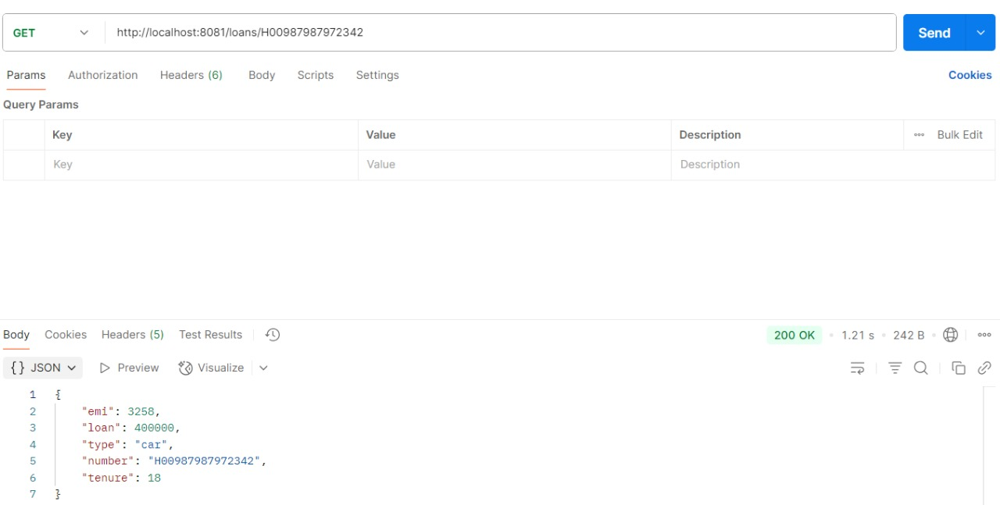 GET http://localhost:8081/loans/H00987987972342 Send
Params Authorization Headers (6) Body Scripts Settings Cookies
Query Params
Key Value Description Bulk Edit
Key Value Description
Body Cookies Headers (5) Test Results 200 OK 1.21 s 242 B
{} JSON Preview Visualize
1 {
2 "emi": 3258,
3 "loan": 400000,
4 "type": "car",
5 "number": "H00987987972342",
6 "tenure": 18
7 }